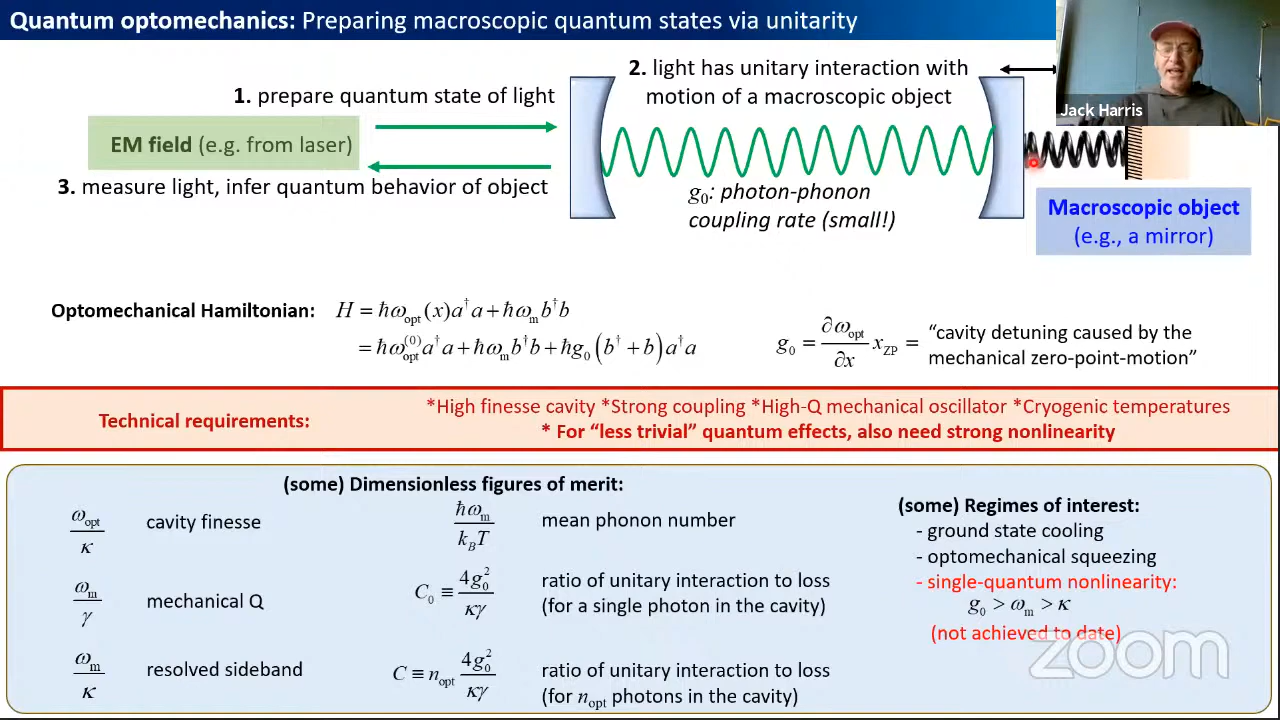 Quantum optomechanics: Preparing macroscopic quantum states via unitarity
Jack Harris
1. prepare quantum state of light
2. light has unitary interaction with
motion of a macroscopic object
EM field (e.g. from laser)
3. measure light, infer quantum behavior of object
g₀: photon-phonon
coupling rate (small!)
Macroscopic object
(e.g., a mirror)
Optomechanical Hamiltonian:
H = ħω_opt(x)a†a + ħω_m b†b
= ħω_opt^(0) a†a + ħω_m b†b + ħg₀(b† + b)a†a
g₀ = ∂ω_opt/∂x x_ZP =
“cavity detuning caused by the
mechanical zero-point-motion”
Technical requirements:
*High finesse cavity *Strong coupling *High-Q mechanical oscillator *Cryogenic temperatures
* For “less trivial” quantum effects, also need strong nonlinearity
(some) Dimensionless figures of merit:
ω_opt/κ cavity finesse
ω_m/γ mechanical Q
ω_m/κ resolved sideband
ħω_m/k_BT mean phonon number
C₀ ≡ 4g₀²/κγ ratio of unitary interaction to loss
(for a single photon in the cavity)
C ≡ n_opt 4g₀²/κγ ratio of unitary interaction to loss
(for n_opt photons in the cavity)
(some) Regimes of interest:
- ground state cooling
- optomechanical squeezing
- single-quantum nonlinearity:
g₀ > ω_m > κ
(not achieved to date)
zoom